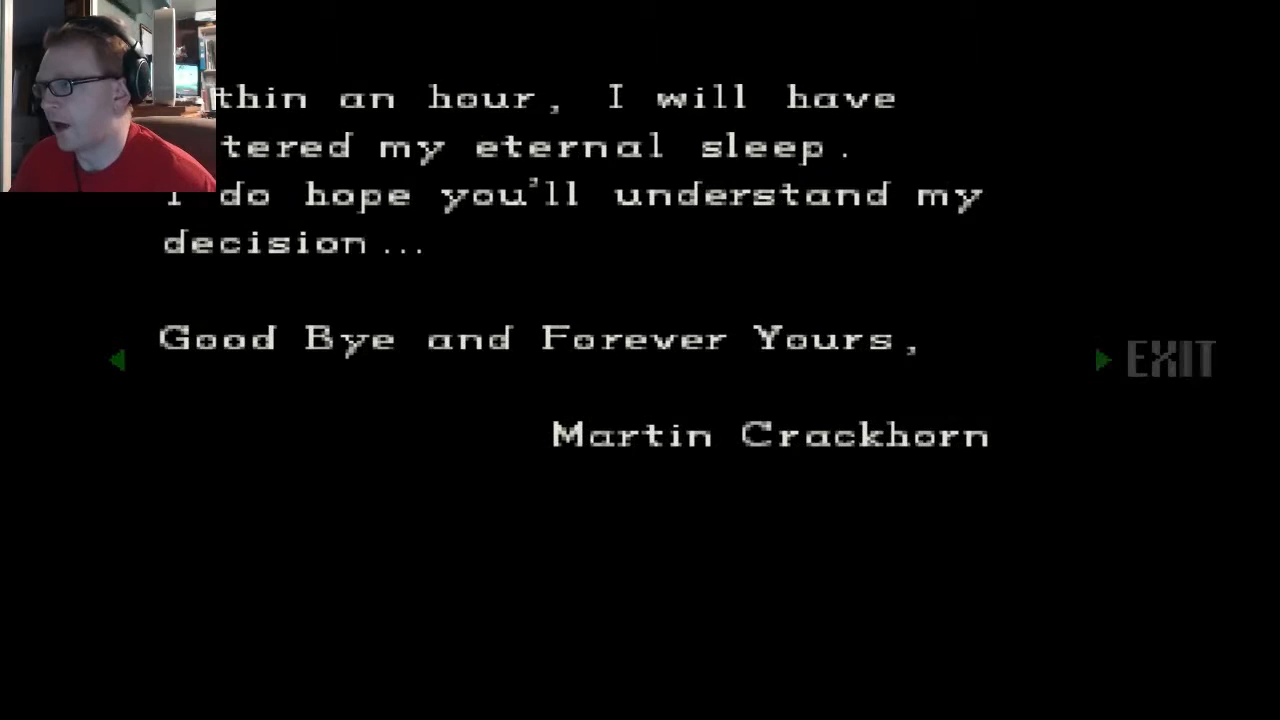 thin an hour, I will have
tered my eternal sleep.
I do hope you'll understand my
decision...
Good Bye and Forever Yours,
EXIT
Martin Crackhorn